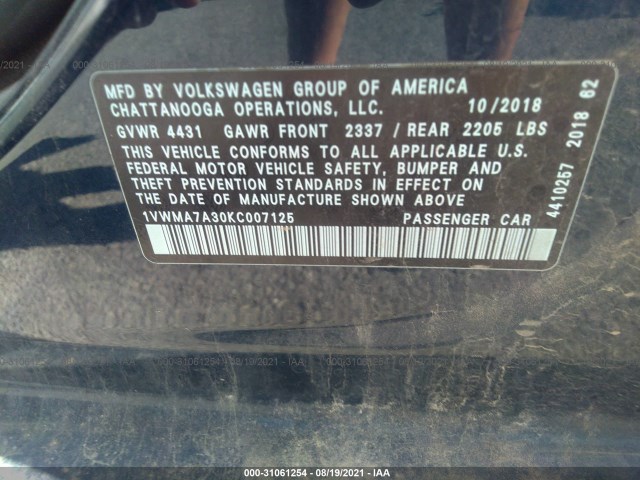 MFD BY VOLKSWAGEN GROUP OF AMERICA
CHATTANOOGA OPERATIONS, LLC. 10/2018
GVWR 4431 GAWR FRONT 2337 / REAR 2205 LBS
THIS VEHICLE CONFORMS TO ALL APPLICABLE U.S.
FEDERAL MOTOR VEHICLE SAFETY, BUMPER AND
THEFT PREVENTION STANDARDS IN EFFECT ON
THE DATE OF MANUFACTURE SHOWN ABOVE
1VWMA7A30KC007125 PASSENGER CAR
4410257 2018 62
000-31061254 - 08/19/2021 - IAA